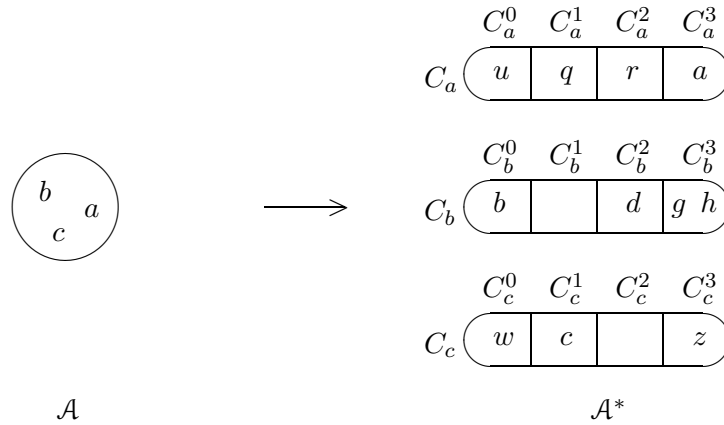 C_a^0 C_a^1 C_a^2 C_a^3
C_a u q r a
C_b^0 C_b^1 C_b^2 C_b^3
b a c
C_b b d g h
C_c^0 C_c^1 C_c^2 C_c^3
C_c w c z
𝒜 𝒜*